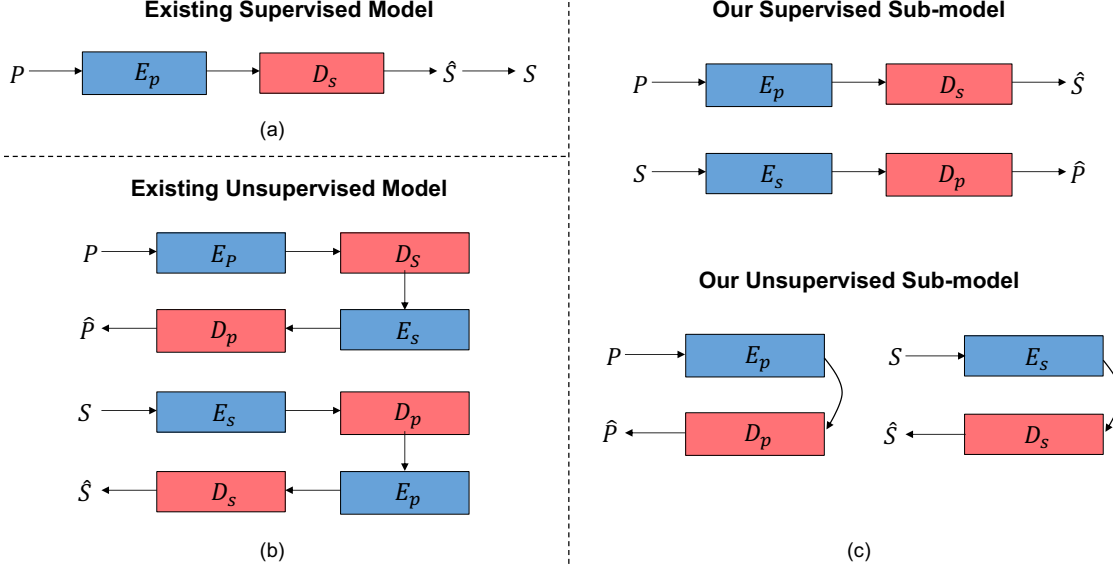 Existing Supervised Model
P E_p D_s Ŝ S
(a)
Existing Unsupervised Model
P E_P D_S
P̂ D_p E_s
S E_s D_p
Ŝ D_s E_p
(b)
Our Supervised Sub-model
P E_p D_s Ŝ
S E_s D_p P̂
Our Unsupervised Sub-model
P E_p S E_s
P̂ D_p Ŝ D_s
(c)